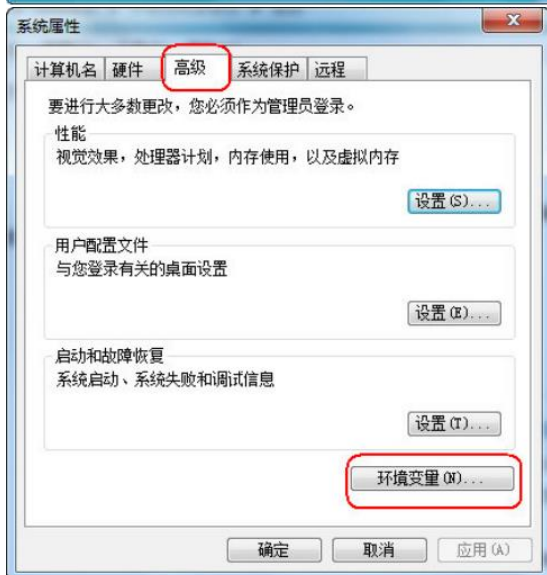 系统属性
计算机名 硬件 高级 系统保护 远程
要进行大多数更改，您必须作为管理员登录。
性能
视觉效果，处理器计划，内存使用，以及虚拟内存
设置(S)...
用户配置文件
与您登录有关的桌面设置
设置(E)...
启动和故障恢复
系统启动、系统失败和调试信息
设置(T)...
环境变量(N)...
确定 取消 应用(A)